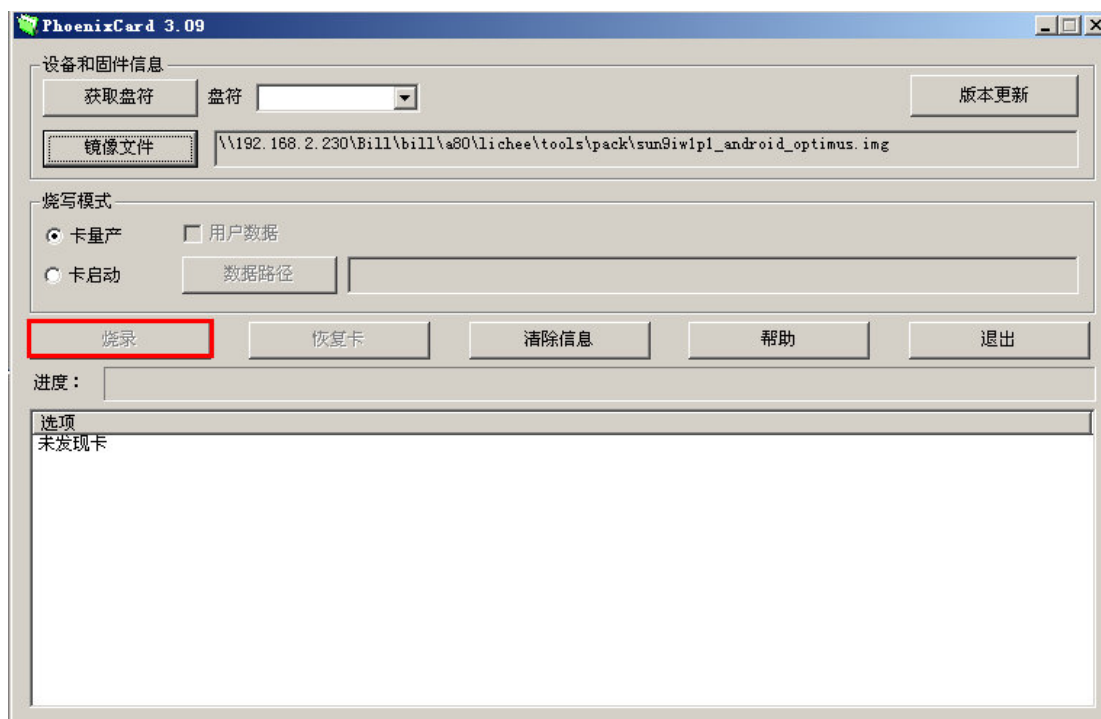 PhoenixCard 3.09
设备和固件信息
获取盘符 盘符 版本更新
镜像文件 \\192.168.2.230\Bill\bill\a80\lichee\tools\pack\sun9iw1p1_android_optimus.img
烧写模式
卡量产 用户数据
卡启动 数据路径
烧录 恢复卡 清除信息 帮助 退出
进度：
选项
未发现卡